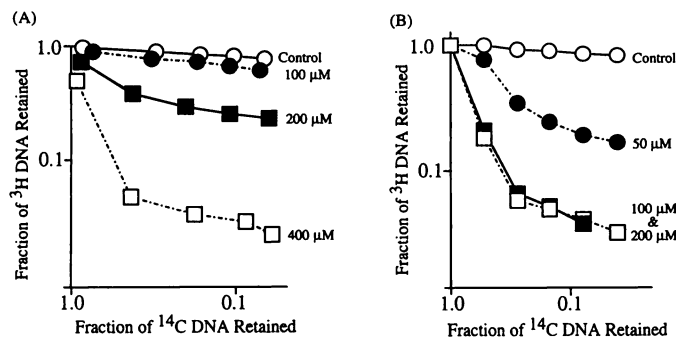 (A)
1.0
0.1
Fraction of ³H DNA Retained
Control
100 µM
200 µM
400 µM
1.0
0.1
Fraction of ¹⁴C DNA Retained
(B)
1.0
0.1
Fraction of ³H DNA Retained
Control
50 µM
100 µM
&
200 µM
1.0
0.1
Fraction of ¹⁴C DNA Retained